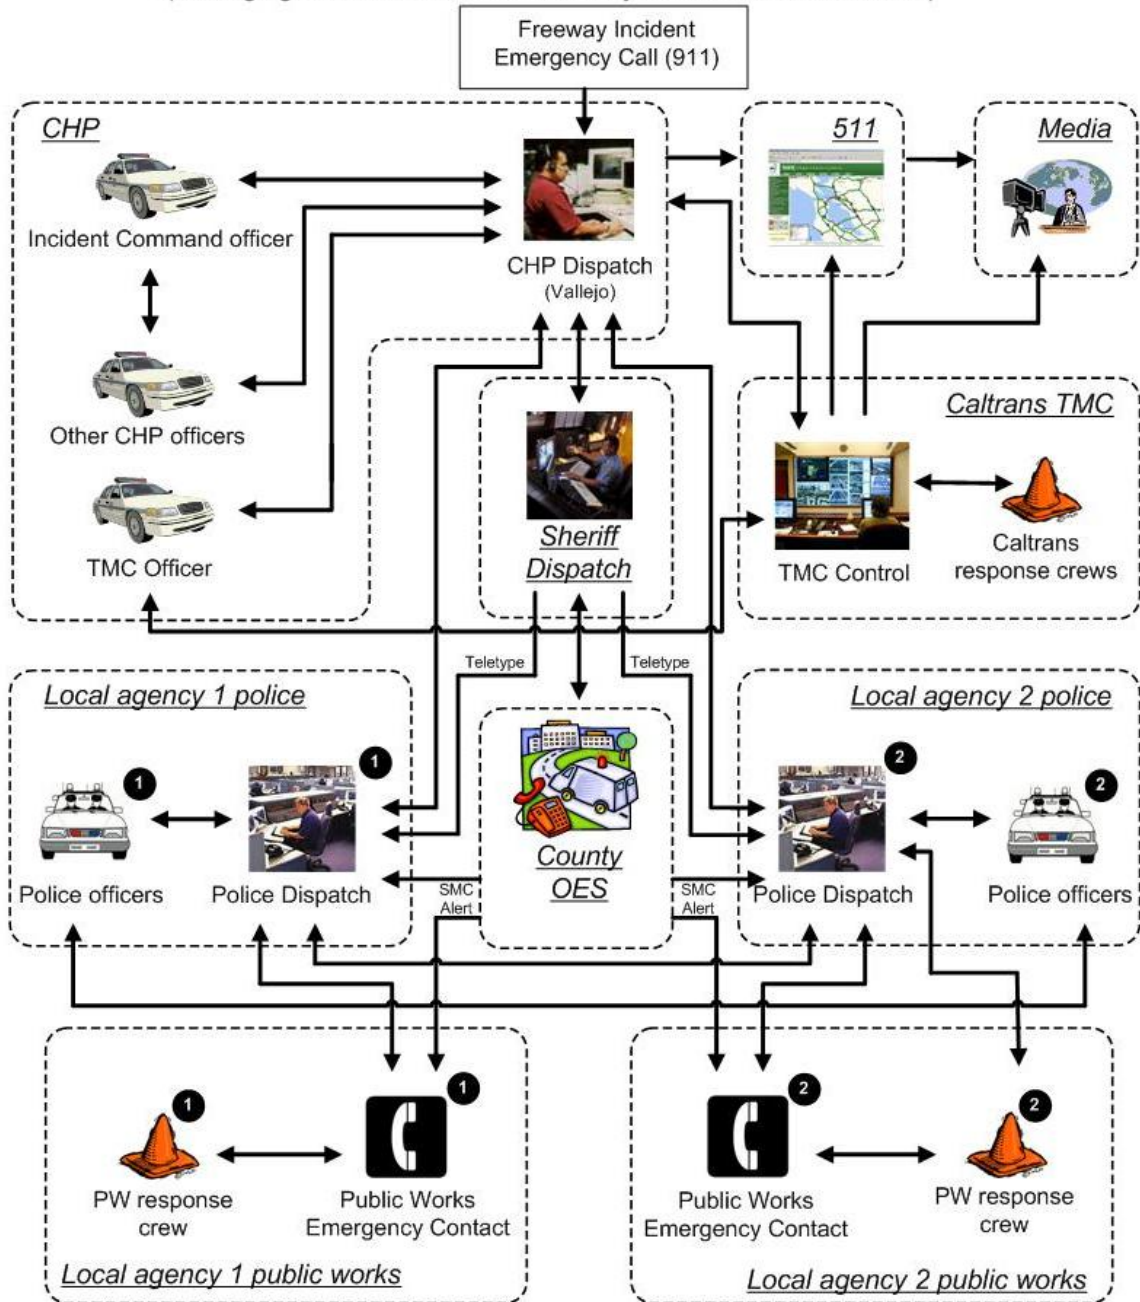 Freeway Incident
Emergency Call (911)
CHP
511
Media
Incident Command officer
CHP Dispatch
(Vallejo)
Other CHP officers
Caltrans TMC
TMC Officer
Sheriff
Dispatch
TMC Control
Caltrans
response crews
Teletype
Teletype
Local agency 1 police
Local agency 2 police
1
1
2
2
Police officers
Police Dispatch
County
OES
Police Dispatch
Police officers
SMC
Alert
SMC
Alert
1
1
2
2
PW response
crew
Public Works
Emergency Contact
Public Works
Emergency Contact
PW response
crew
Local agency 1 public works
Local agency 2 public works